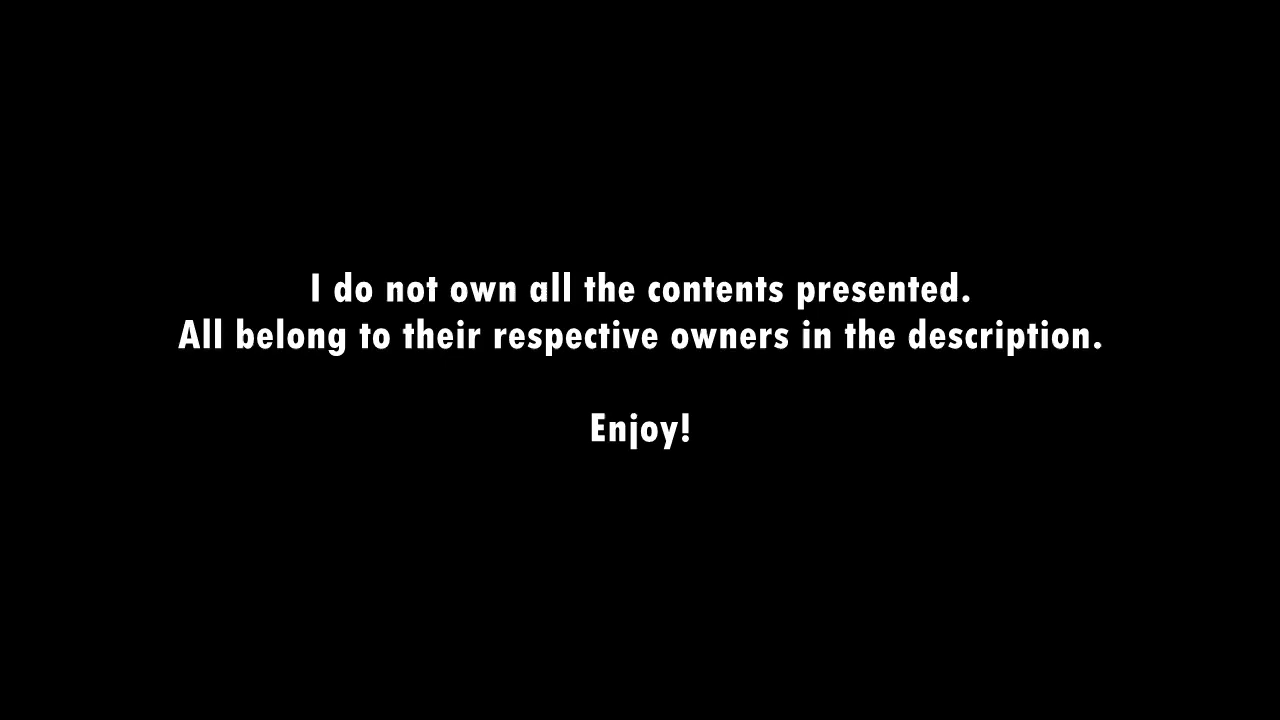 I do not own all the contents presented.
All belong to their respective owners in the description.
Enjoy!